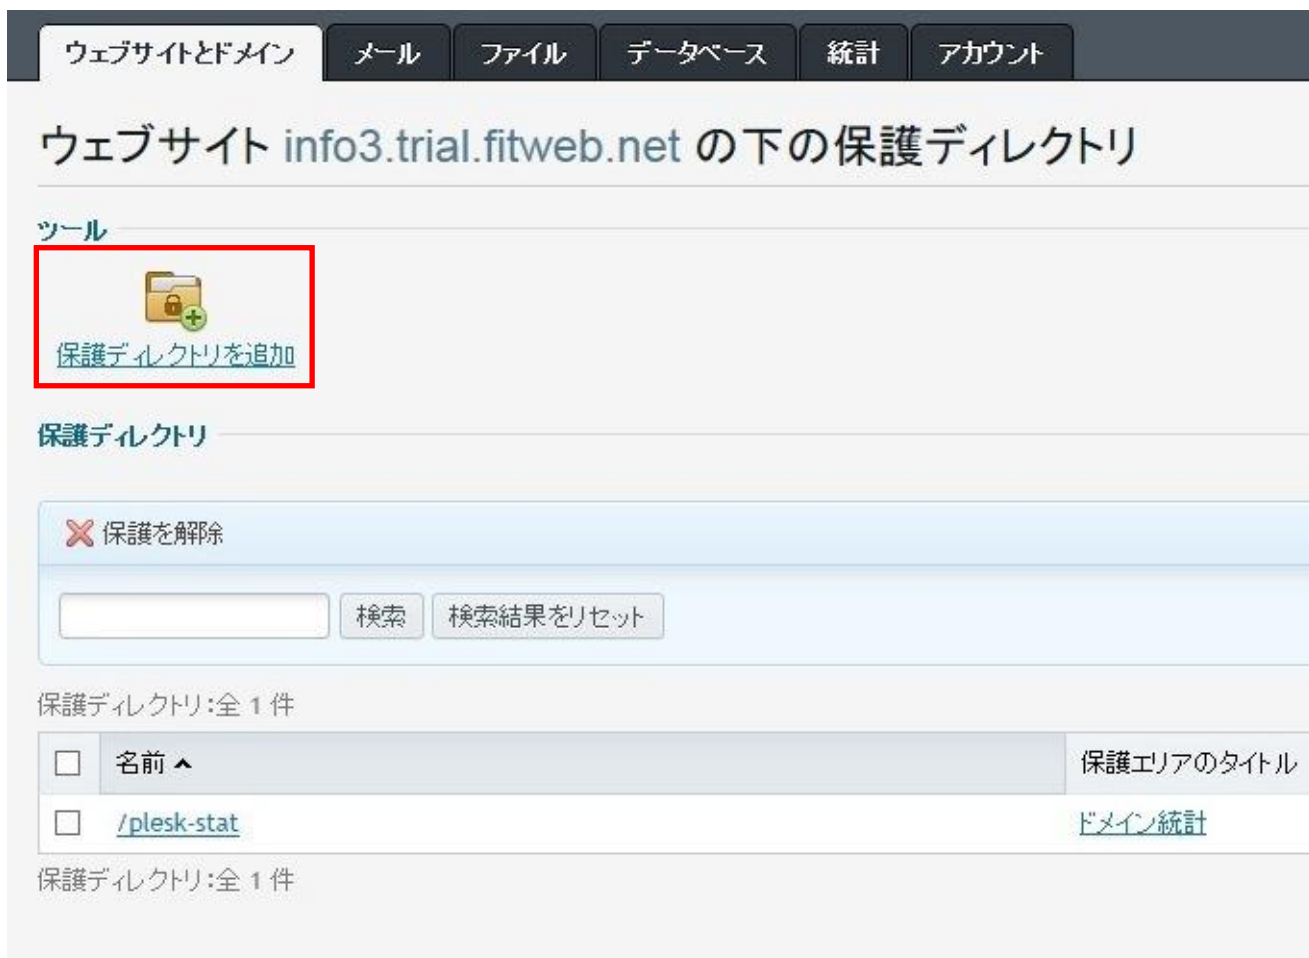 ウェブサイトとドメイン メール ファイル データベース 統計 アカウント
ウェブサイト info3.trial.fitweb.net の下の保護ディレクトリ
ツール
保護ディレクトリを追加
保護ディレクトリ
保護を解除
検索 検索結果をリセット
保護ディレクトリ:全 1 件
名前 保護エリアのタイトル
/plesk-stat ドメイン統計
保護ディレクトリ:全 1 件